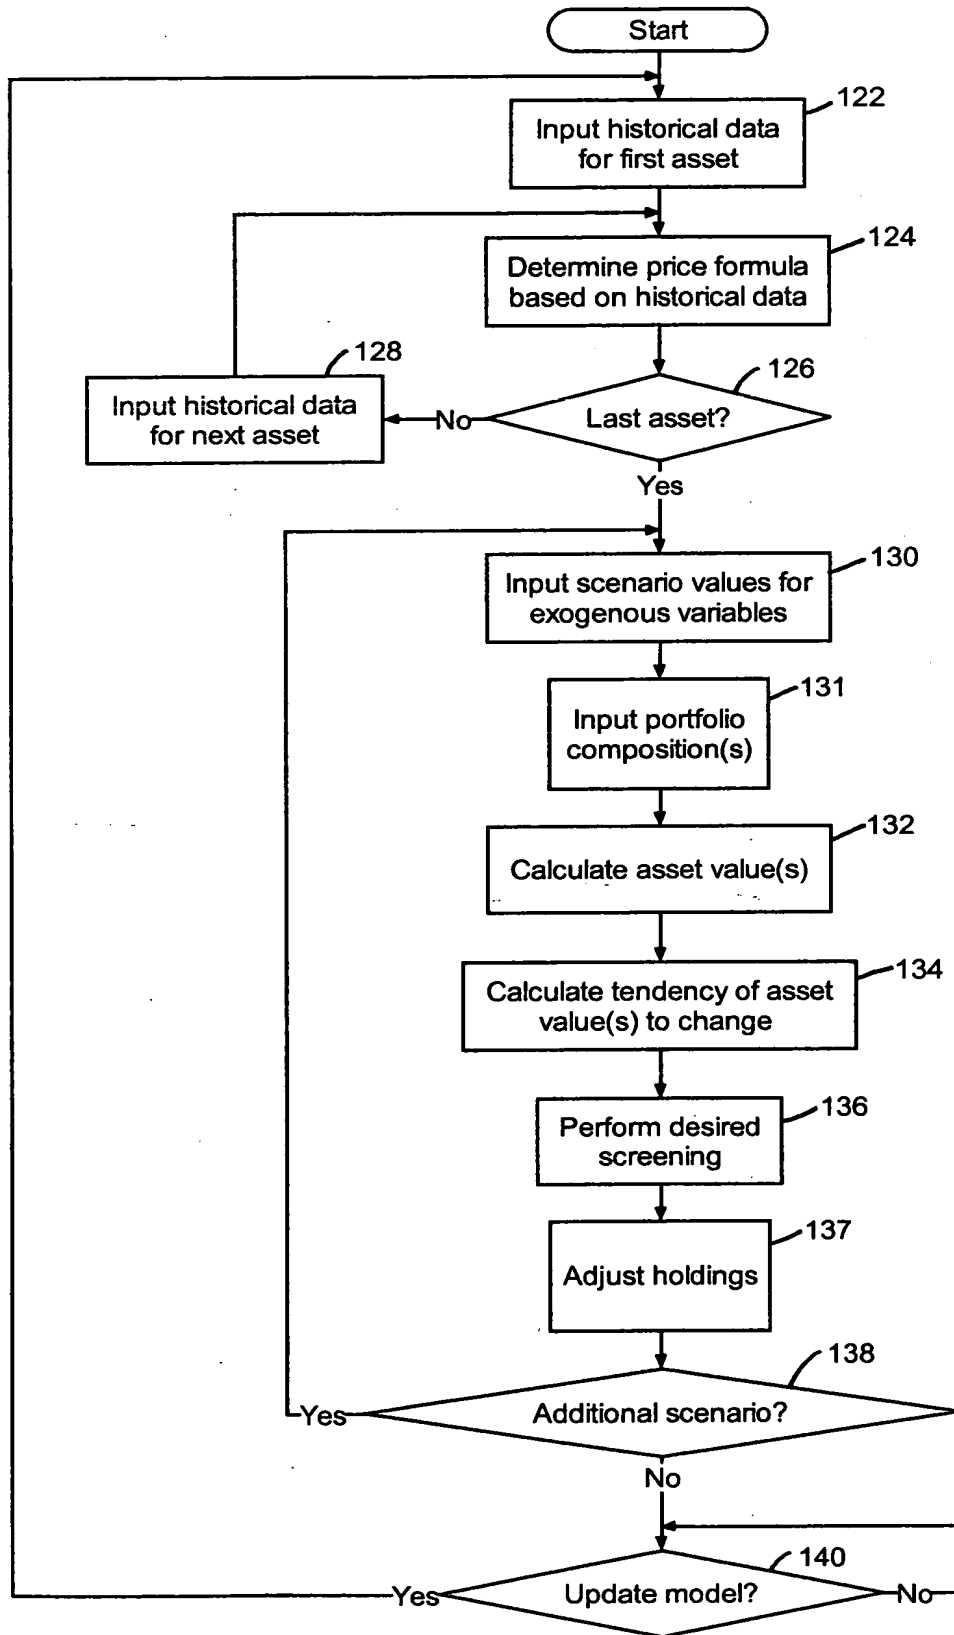 Start
122
Input historical data
for first asset
124
Determine price formula
based on historical data
128
Input historical data
for next asset
No
126
Last asset?
Yes
130
Input scenario values for
exogenous variables
131
Input portfolio
composition(s)
132
Calculate asset value(s)
134
Calculate tendency of asset
value(s) to change
136
Perform desired
screening
137
Adjust holdings
138
Yes
Additional scenario?
No
140
Yes
Update model?
No